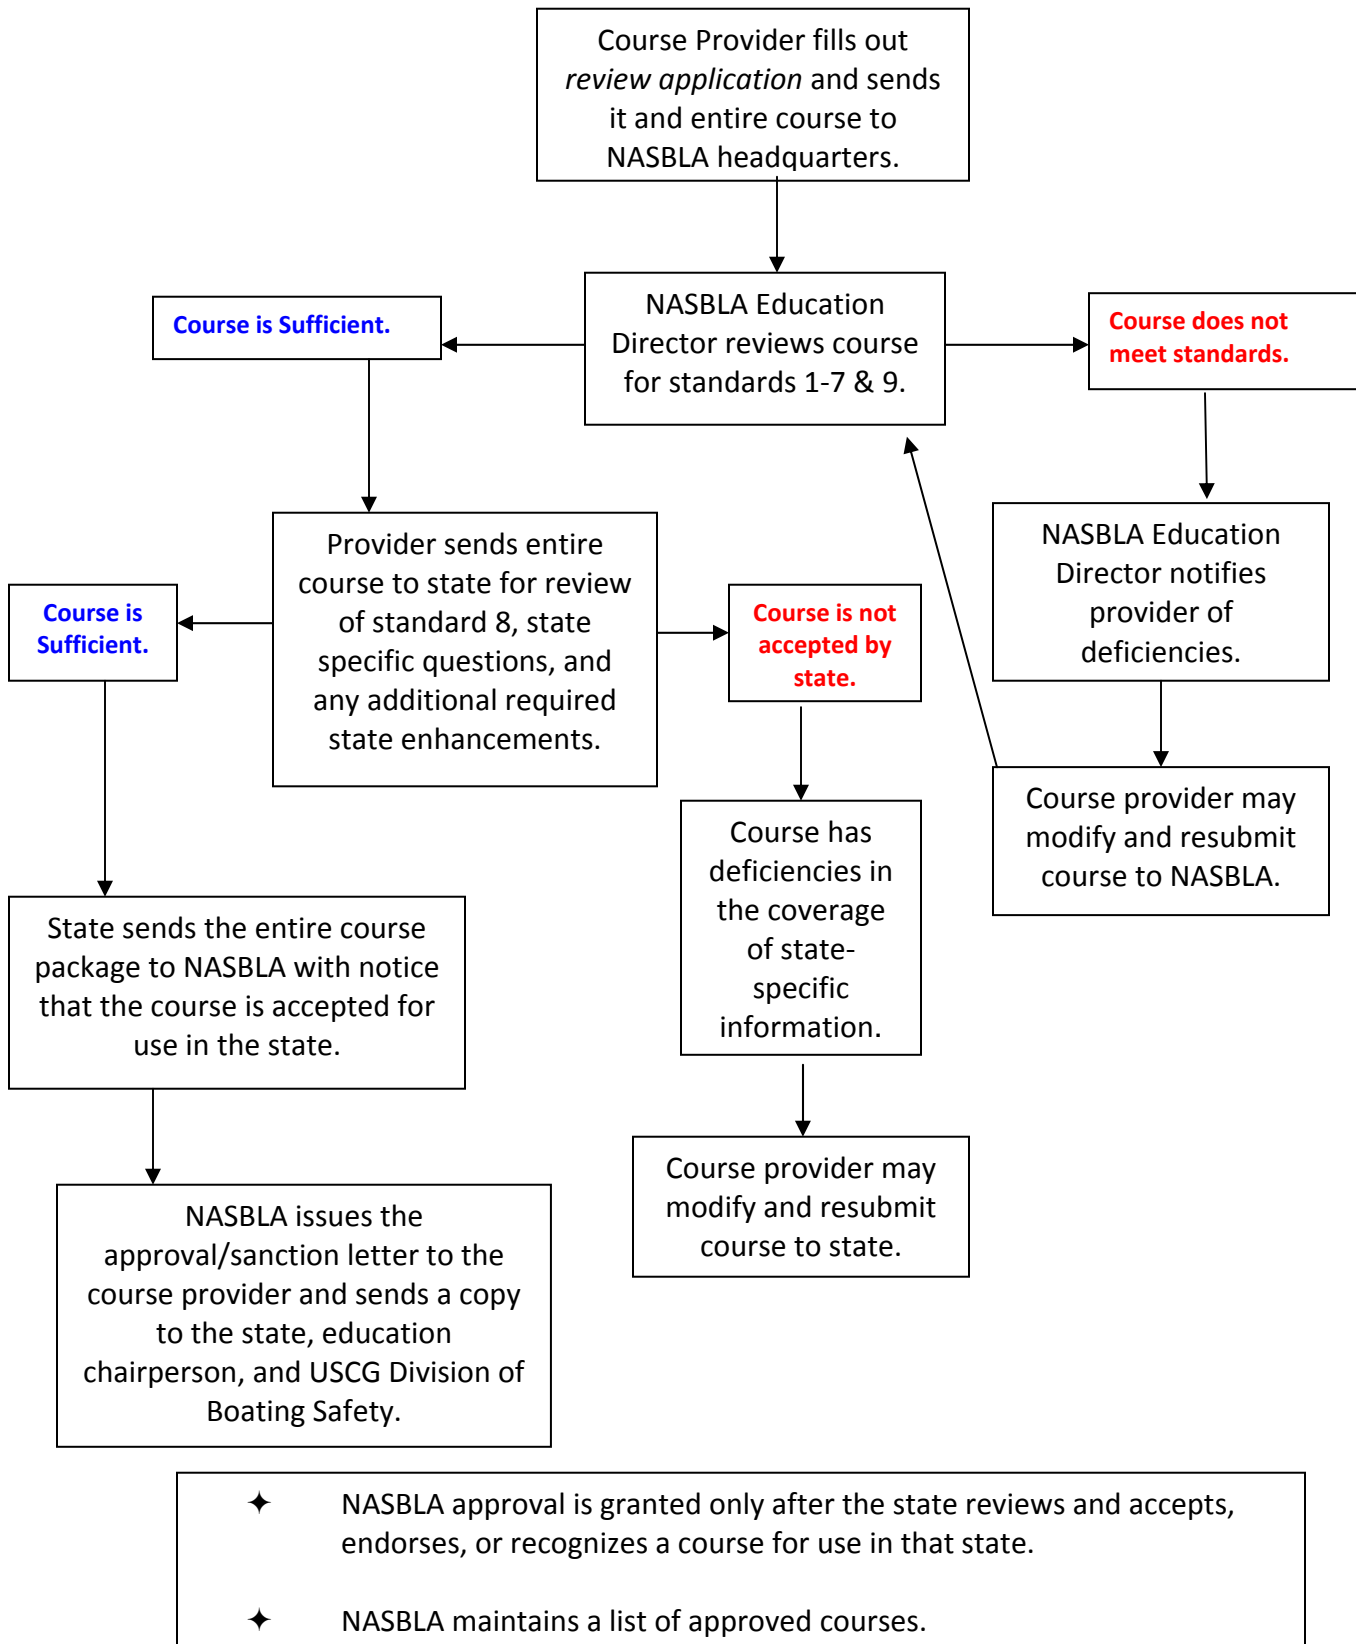 Course Provider fills out
review application and sends
it and entire course to
NASBLA headquarters.
NASBLA Education
Director reviews course
for standards 1-7 & 9.
Course is Sufficient.
Course does not
meet standards.
Provider sends entire
course to state for review
of standard 8, state
specific questions, and
any additional required
state enhancements.
NASBLA Education
Director notifies
provider of
deficiencies.
Course is
Sufficient.
Course is not
accepted by
state.
Course provider may
modify and resubmit
course to NASBLA.
Course has
deficiencies in
the coverage
of state-
specific
information.
State sends the entire course
package to NASBLA with notice
that the course is accepted for
use in the state.
Course provider may
modify and resubmit
course to state.
NASBLA issues the
approval/sanction letter to the
course provider and sends a copy
to the state, education
chairperson, and USCG Division of
Boating Safety.
✦ NASBLA approval is granted only after the state reviews and accepts,
endorses, or recognizes a course for use in that state.
✦ NASBLA maintains a list of approved courses.